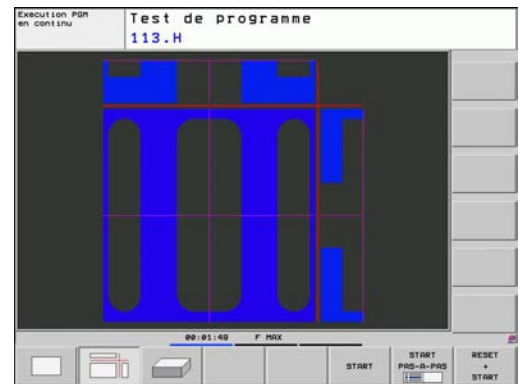 Execution PGM
en continu
Test de programme
113.H
00:01:49 F MAX
START
START
PAS-A-PAS
RESET
+
START